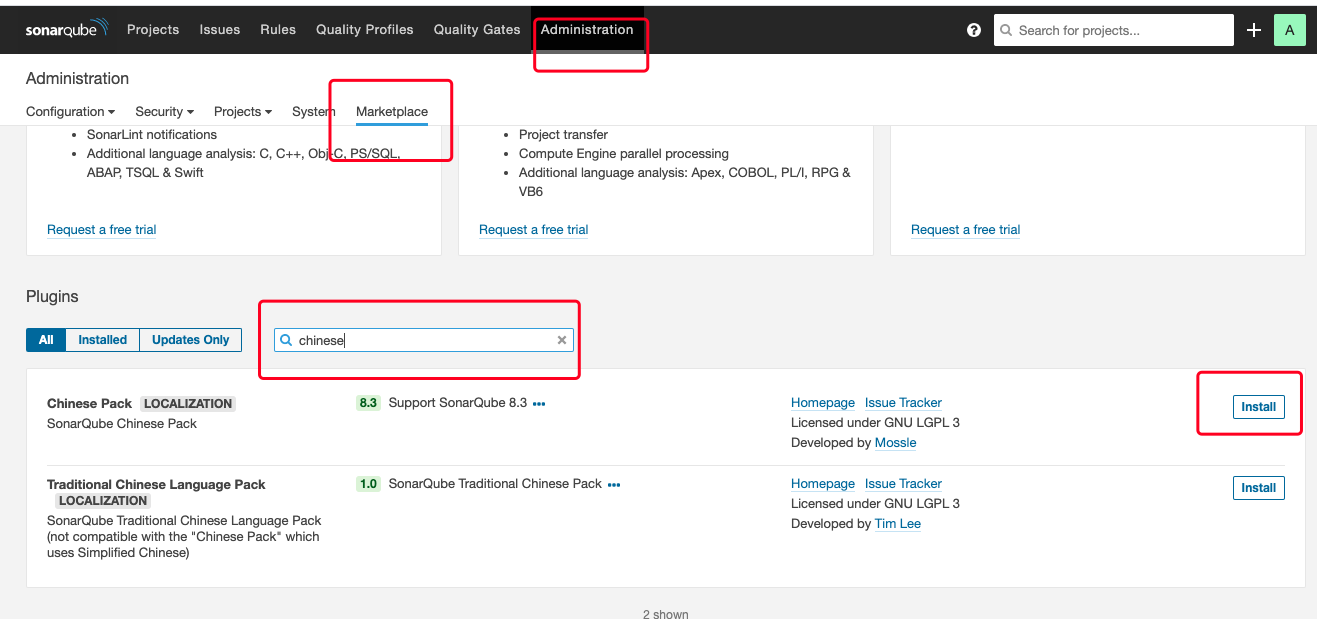 sonarqube Projects Issues Rules Quality Profiles Quality Gates Administration ? Search for projects... + A
Administration
Configuration Security Projects System Marketplace
• SonarLint notifications
• Additional language analysis: C, C++, Obj-C, PS/SQL,
ABAP, TSQL & Swift
Request a free trial
• Project transfer
• Compute Engine parallel processing
• Additional language analysis: Apex, COBOL, PL/I, RPG &
VB6
Request a free trial
Request a free trial
Plugins
All Installed Updates Only chinese
Chinese Pack LOCALIZATION
SonarQube Chinese Pack
8.3 Support SonarQube 8.3 •••
Homepage Issue Tracker
Licensed under GNU LGPL 3
Developed by Mossle
Install
Traditional Chinese Language Pack
LOCALIZATION
SonarQube Traditional Chinese Language Pack
(not compatible with the "Chinese Pack" which
uses Simplified Chinese)
1.0 SonarQube Traditional Chinese Pack •••
Homepage Issue Tracker
Licensed under GNU LGPL 3
Developed by Tim Lee
Install
2 shown